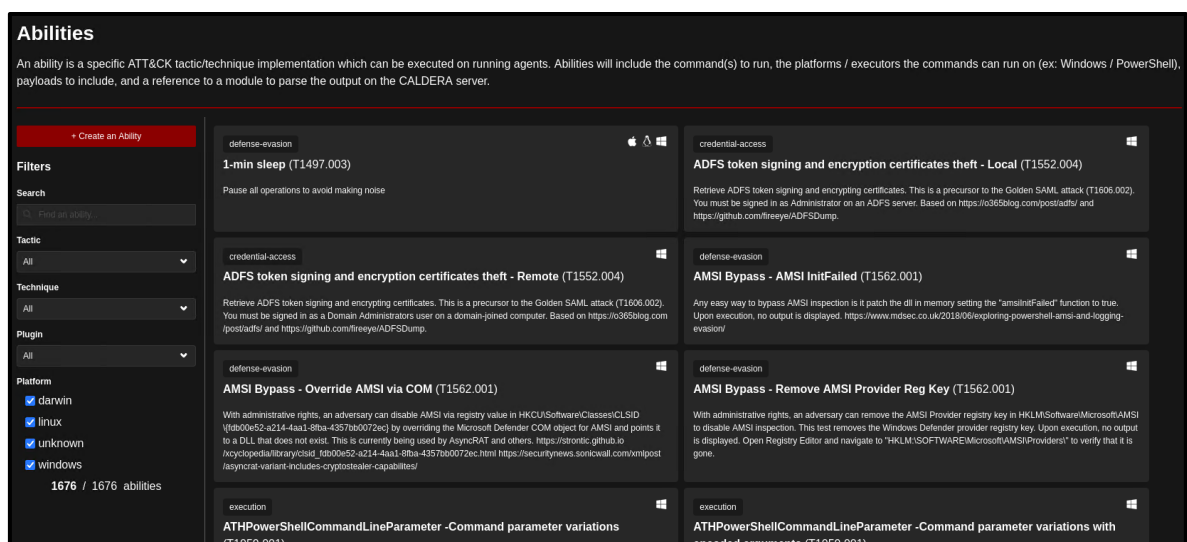 Abilities
An ability is a specific ATT&CK tactic/technique implementation which can be executed on running agents. Abilities will include the command(s) to run, the platforms / executors the commands can run on (ex: Windows / PowerShell),
payloads to include, and a reference to a module to parse the output on the CALDERA server.
+ Create an Ability
Filters
Search
Find an ability...
Tactic
All
Technique
All
Plugin
All
Platform
darwin
linux
unknown
windows
1676 / 1676 abilities
defense-evasion
1-min sleep (T1497.003)
Pause all operations to avoid making noise
credential-access
ADFS token signing and encryption certificates theft - Local (T1552.004)
Retrieve ADFS token signing and encrypting certificates. This is a precursor to the Golden SAML attack (T1606.002).
You must be signed in as Administrator on an ADFS server. Based on https://o365blog.com/post/adfs/ and
https://github.com/fireeye/ADFSDump.
credential-access
ADFS token signing and encryption certificates theft - Remote (T1552.004)
Retrieve ADFS token signing and encrypting certificates. This is a precursor to the Golden SAML attack (T1606.002).
You must be signed in as a Domain Administrators user on a domain-joined computer. Based on https://o365blog.com
/post/adfs/ and https://github.com/fireeye/ADFSDump.
defense-evasion
AMSI Bypass - AMSI InitFailed (T1562.001)
Any easy way to bypass AMSI inspection is it patch the dll in memory setting the "amsiInitFailed" function to true.
Upon execution, no output is displayed. https://www.mdsec.co.uk/2018/06/exploring-powershell-amsi-and-logging-
evasion/
defense-evasion
AMSI Bypass - Override AMSI via COM (T1562.001)
With administrative rights, an adversary can disable AMSI via registry value in HKCU\Software\Classes\CLSID
\{fdb00e52-a214-4aa1-8fba-4357bb0072ec} by overriding the Microsoft Defender COM object for AMSI and points it
to a DLL that does not exist. This is currently being used by AsyncRAT and others. https://strontic.github.io
/xcyclopedia/library/clsid_fdb00e52-a214-4aa1-8fba-4357bb0072ec.html https://securitynews.sonicwall.com/xmlpost
/asyncrat-variant-includes-cryptostealer-capabilites/
defense-evasion
AMSI Bypass - Remove AMSI Provider Reg Key (T1562.001)
With administrative rights, an adversary can remove the AMSI Provider registry key in HKLM\Software\Microsoft\AMSI
to disable AMSI inspection. This test removes the Windows Defender provider registry key. Upon execution, no output
is displayed. Open Registry Editor and navigate to "HKLM:\SOFTWARE\Microsoft\AMSI\Providers\" to verify that it is
gone.
execution
ATHPowerShellCommandLineParameter -Command parameter variations
(T1059.001)
execution
ATHPowerShellCommandLineParameter -Command parameter variations with
encoded arguments (T1059.001)